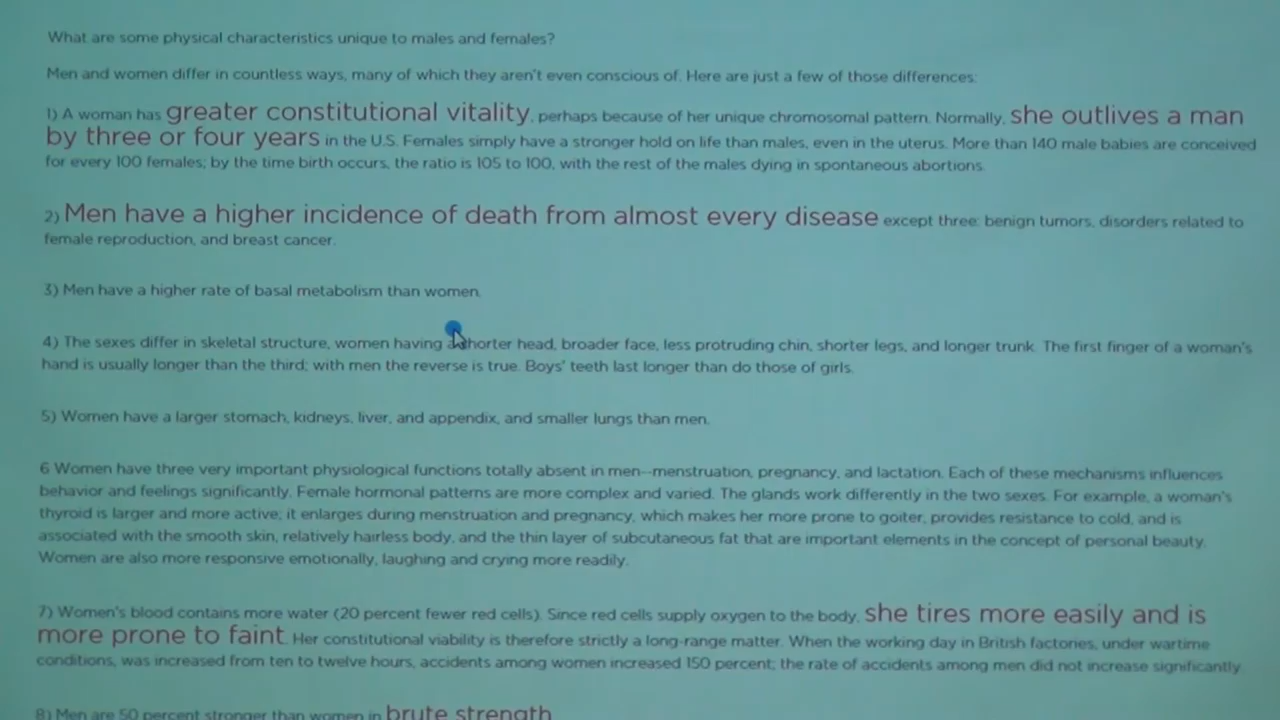 What are some physical characteristics unique to males and females?
Men and women differ in countless ways, many of which they aren't even conscious of. Here are just a few of those differences:
1) A woman has greater constitutional vitality, perhaps because of her unique chromosomal pattern. Normally, she outlives a man
by three or four years in the U.S. Females simply have a stronger hold on life than males, even in the uterus. More than 140 male babies are conceived
for every 100 females; by the time birth occurs, the ratio is 105 to 100, with the rest of the males dying in spontaneous abortions.
2) Men have a higher incidence of death from almost every disease except three: benign tumors, disorders related to
female reproduction, and breast cancer.
3) Men have a higher rate of basal metabolism than women.
4) The sexes differ in skeletal structure, women having a shorter head, broader face, less protruding chin, shorter legs, and longer trunk. The first finger of a woman's
hand is usually longer than the third; with men the reverse is true. Boys' teeth last longer than do those of girls.
5) Women have a larger stomach, kidneys, liver, and appendix, and smaller lungs than men.
6 Women have three very important physiological functions totally absent in men--menstruation, pregnancy, and lactation. Each of these mechanisms influences
behavior and feelings significantly. Female hormonal patterns are more complex and varied. The glands work differently in the two sexes. For example, a woman's
thyroid is larger and more active; it enlarges during menstruation and pregnancy, which makes her more prone to goiter, provides resistance to cold, and is
associated with the smooth skin, relatively hairless body, and the thin layer of subcutaneous fat that are important elements in the concept of personal beauty.
Women are also more responsive emotionally, laughing and crying more readily.
7) Women's blood contains more water (20 percent fewer red cells). Since red cells supply oxygen to the body, she tires more easily and is
more prone to faint. Her constitutional viability is therefore strictly a long-range matter. When the working day in British factories, under wartime
conditions, was increased from ten to twelve hours, accidents among women increased 150 percent; the rate of accidents among men did not increase significantly.
8) Men are 50 percent stronger than women in brute strength.